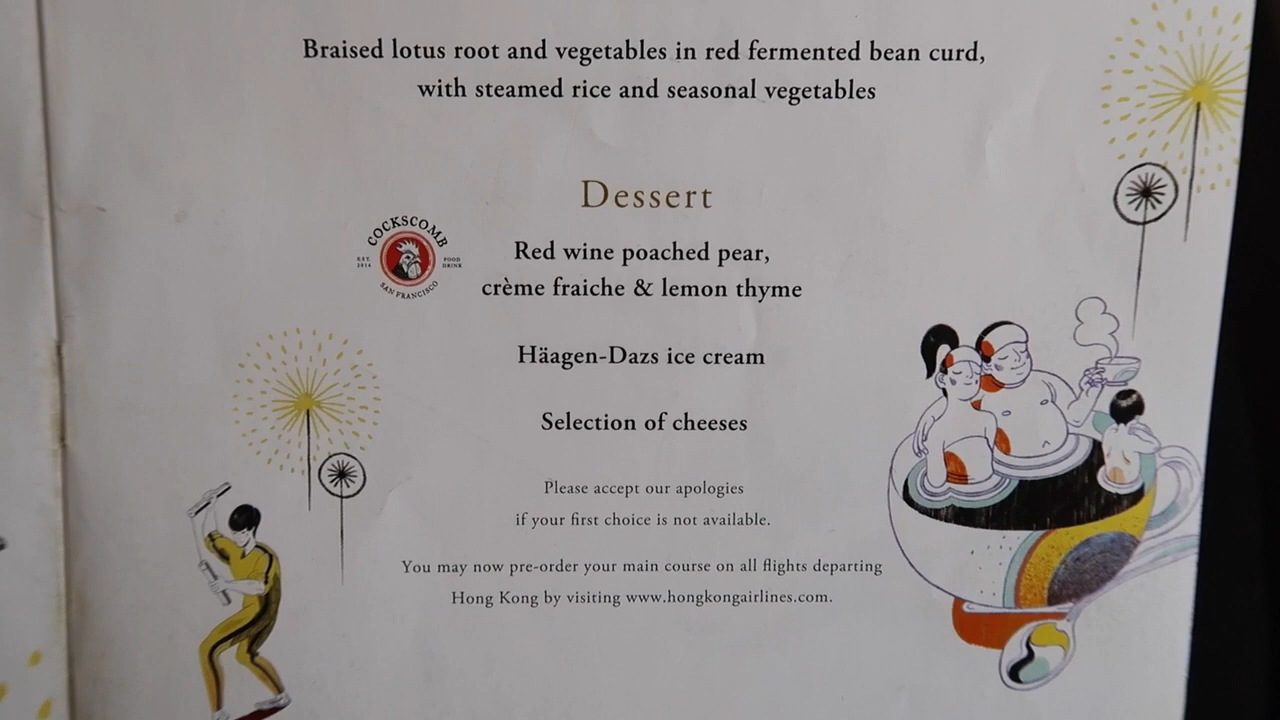 Braised lotus root and vegetables in red fermented bean curd,
with steamed rice and seasonal vegetables
Dessert
COCKSCOMB
EST. 2014
FOOD DRINK
SAN FRANCISCO
Red wine poached pear,
crème fraiche & lemon thyme
Häagen-Dazs ice cream
Selection of cheeses
Please accept our apologies
if your first choice is not available.
You may now pre-order your main course on all flights departing
Hong Kong by visiting www.hongkongairlines.com.